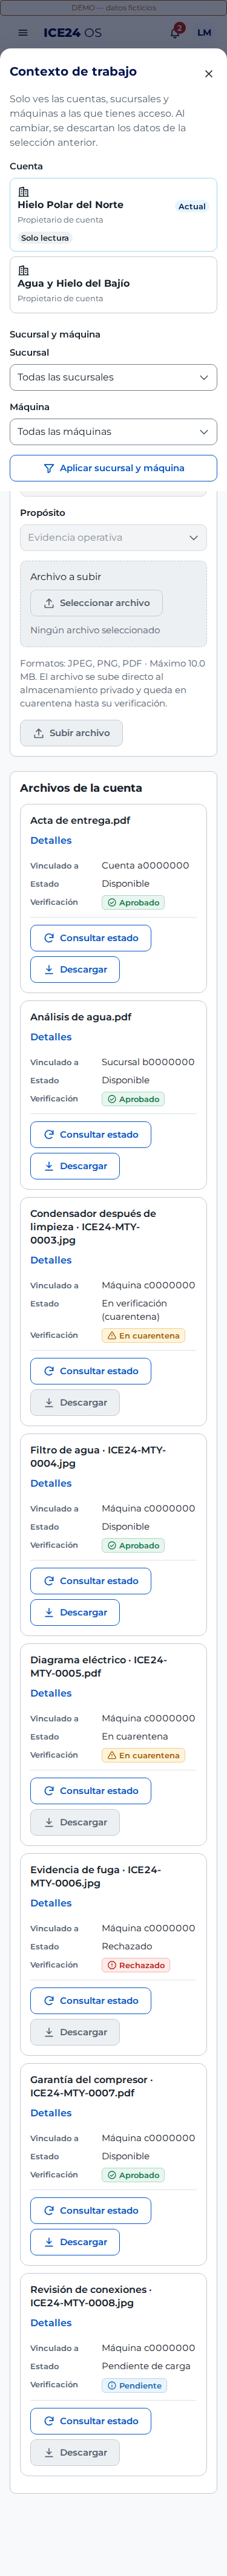 DEMO — datos ficticios
ICE24 OS
2
LM
Contexto de trabajo
Solo ves las cuentas, sucursales y
máquinas a las que tienes acceso. Al
cambiar, se descartan los datos de la
selección anterior.
Cuenta
Hielo Polar del Norte
Actual
Propietario de cuenta
Solo lectura
Agua y Hielo del Bajío
Propietario de cuenta
Sucursal y máquina
Sucursal
Todas las sucursales
Máquina
Todas las máquinas
Aplicar sucursal y máquina
Propósito
Evidencia operativa
Archivo a subir
Seleccionar archivo
Ningún archivo seleccionado
Formatos: JPEG, PNG, PDF · Máximo 10.0
MB. El archivo se sube directo al
almacenamiento privado y queda en
cuarentena hasta su verificación.
Subir archivo
Archivos de la cuenta
Acta de entrega.pdf
Detalles
Vinculado a Cuenta a0000000
Estado Disponible
Verificación Aprobado
Consultar estado
Descargar
Análisis de agua.pdf
Detalles
Vinculado a Sucursal b0000000
Estado Disponible
Verificación Aprobado
Consultar estado
Descargar
Condensador después de
limpieza · ICE24-MTY-
0003.jpg
Detalles
Vinculado a Máquina c0000000
Estado En verificación
(cuarentena)
Verificación En cuarentena
Consultar estado
Descargar
Filtro de agua · ICE24-MTY-
0004.jpg
Detalles
Vinculado a Máquina c0000000
Estado Disponible
Verificación Aprobado
Consultar estado
Descargar
Diagrama eléctrico · ICE24-
MTY-0005.pdf
Detalles
Vinculado a Máquina c0000000
Estado En cuarentena
Verificación En cuarentena
Consultar estado
Descargar
Evidencia de fuga · ICE24-
MTY-0006.jpg
Detalles
Vinculado a Máquina c0000000
Estado Rechazado
Verificación Rechazado
Consultar estado
Descargar
Garantía del compresor ·
ICE24-MTY-0007.pdf
Detalles
Vinculado a Máquina c0000000
Estado Disponible
Verificación Aprobado
Consultar estado
Descargar
Revisión de conexiones ·
ICE24-MTY-0008.jpg
Detalles
Vinculado a Máquina c0000000
Estado Pendiente de carga
Verificación Pendiente
Consultar estado
Descargar